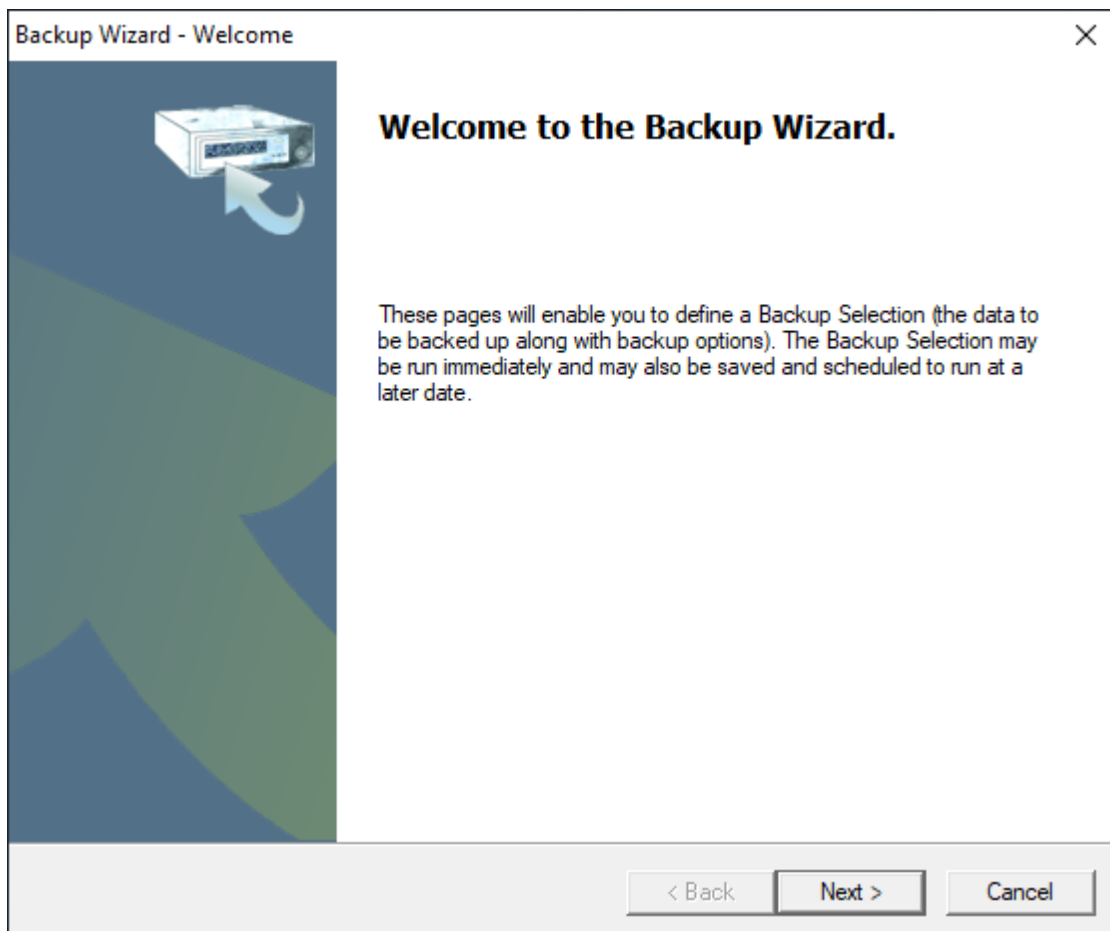 Backup Wizard - Welcome
Welcome to the Backup Wizard.
These pages will enable you to define a Backup Selection (the data to
be backed up along with backup options). The Backup Selection may
be run immediately and may also be saved and scheduled to run at a
later date.
< Back
Next >
Cancel